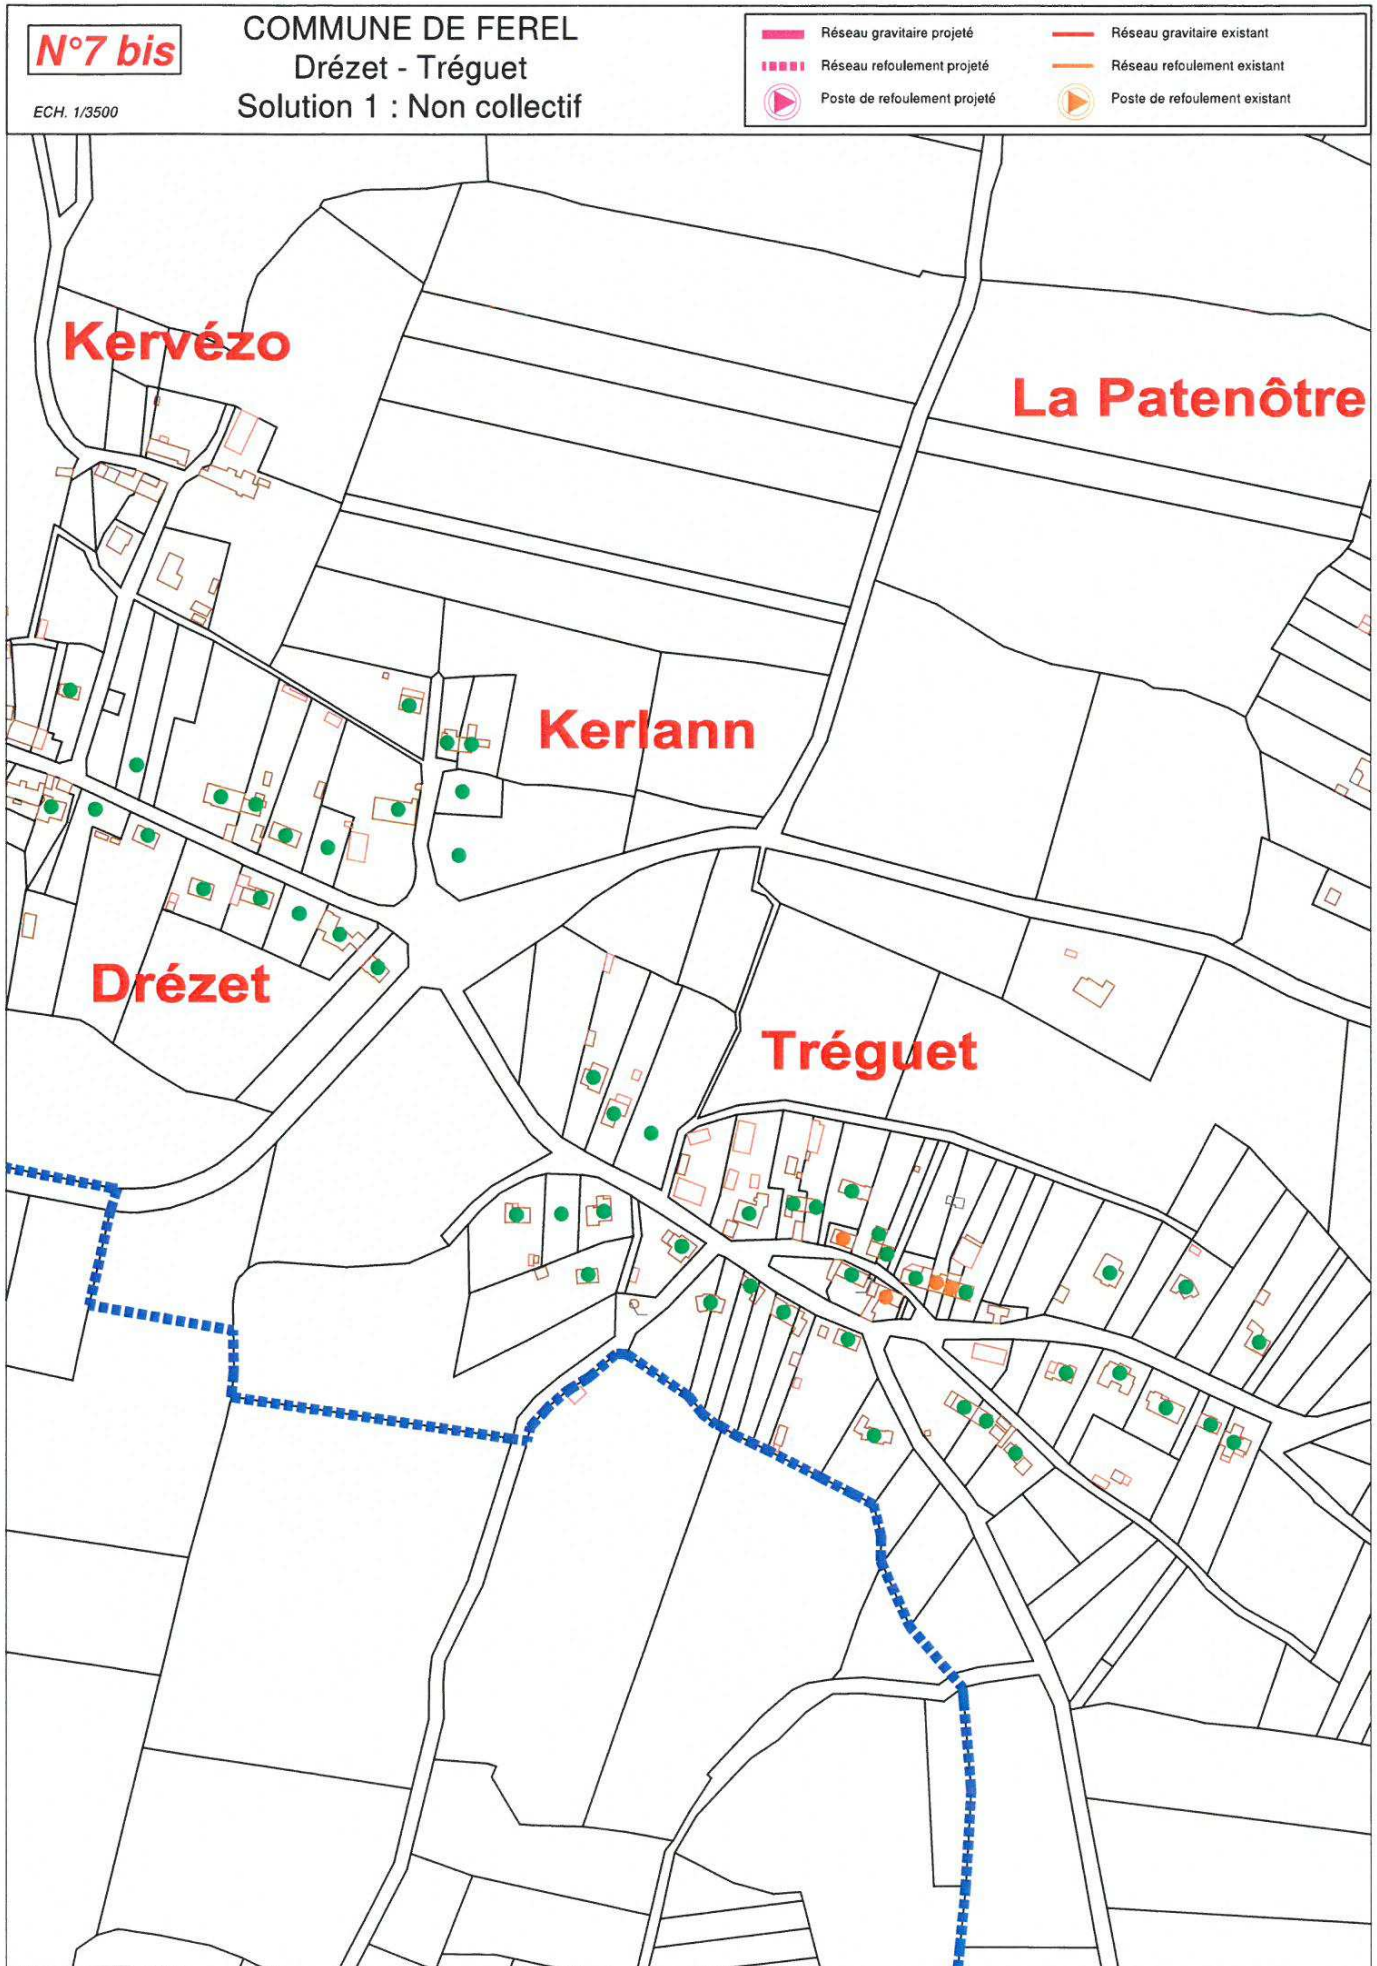 N°7 bis
ECH. 1/3500
COMMUNE DE FEREL
Drézet - Tréguet
Solution 1 : Non collectif
Réseau gravitaire projeté
Réseau refoulement projeté
Poste de refoulement projeté
Réseau gravitaire existant
Réseau refoulement existant
Poste de refoulement existant
Kervézo
La Patenôtre
Kerlann
Drézet
Tréguet